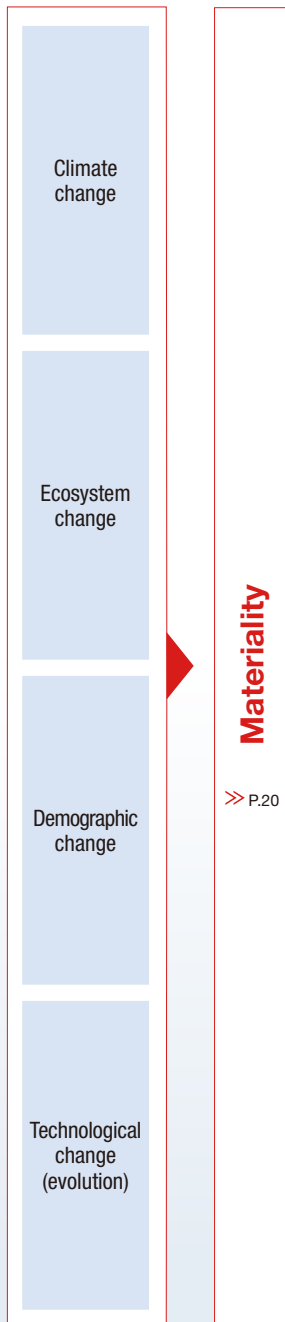 Climate
change
Ecosystem
change
Demographic
change
Technological
change
(evolution)
Materiality
≫ P.20